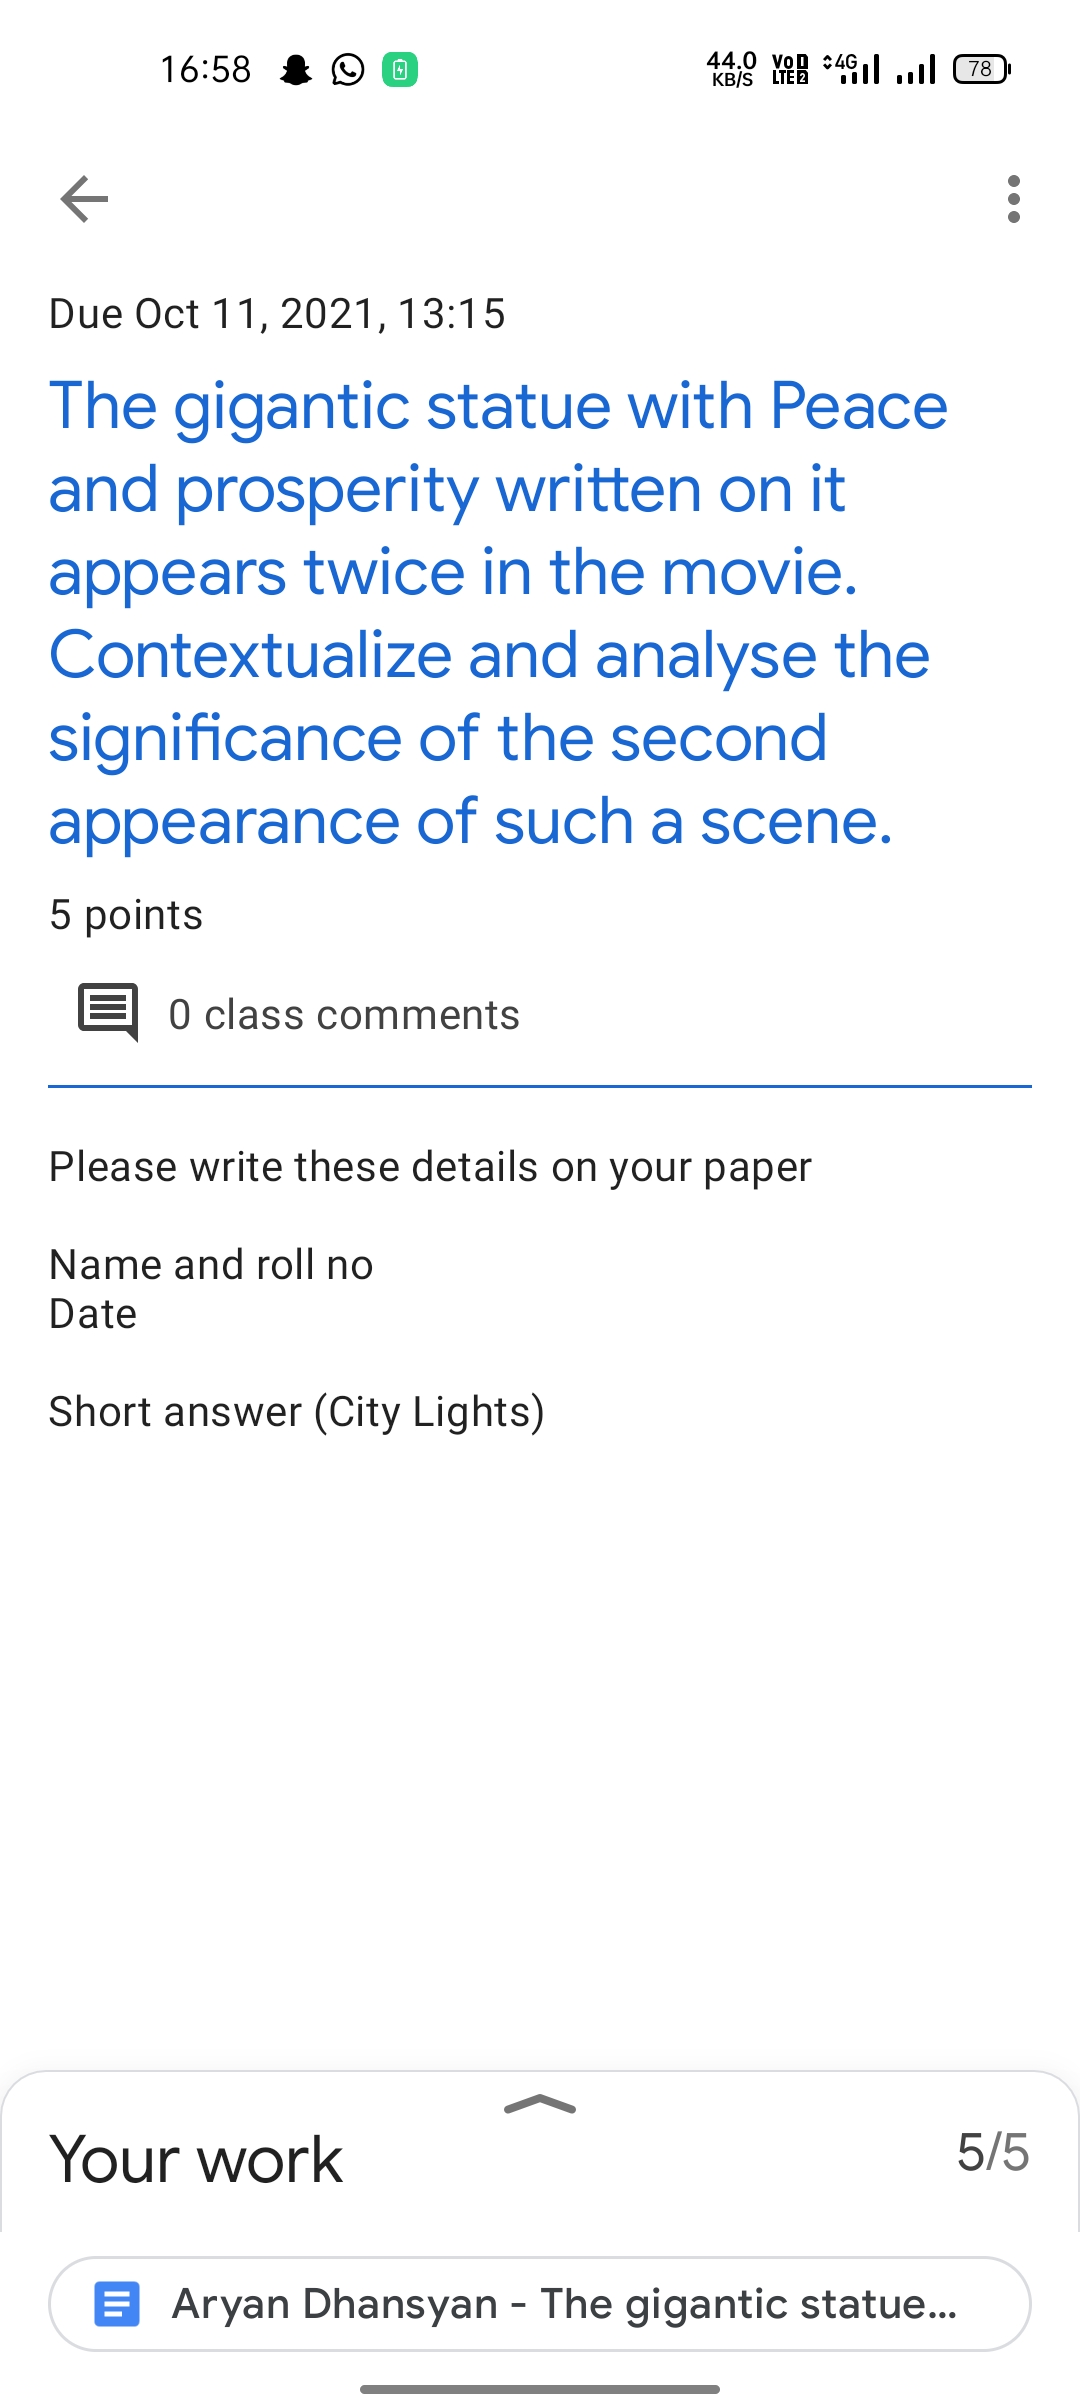 16:58
44.0 KB/S
Vo LTE 2
4G
78
Due Oct 11, 2021, 13:15
The gigantic statue with Peace
and prosperity written on it
appears twice in the movie.
Contextualize and analyse the
significance of the second
appearance of such a scene.
5 points
0 class comments
Please write these details on your paper
Name and roll no
Date
Short answer (City Lights)
Your work
5/5
Aryan Dhansyan - The gigantic statue...